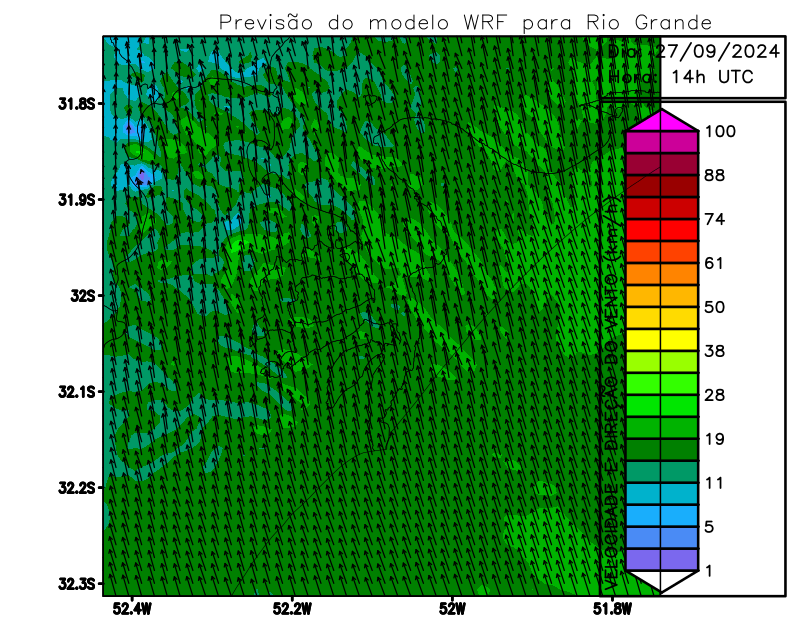 Previsão do modelo WRF para Rio Grande
Dia: 27/09/2024
Hora: 14h UTC
31.8S
31.9S
32S
32.1S
32.2S
32.3S
52.4W
52.2W
52W
51.8W
VELOCIDADE E DIREÇÃO DO VENTO (km/h)
100
88
74
61
50
38
28
19
11
5
1